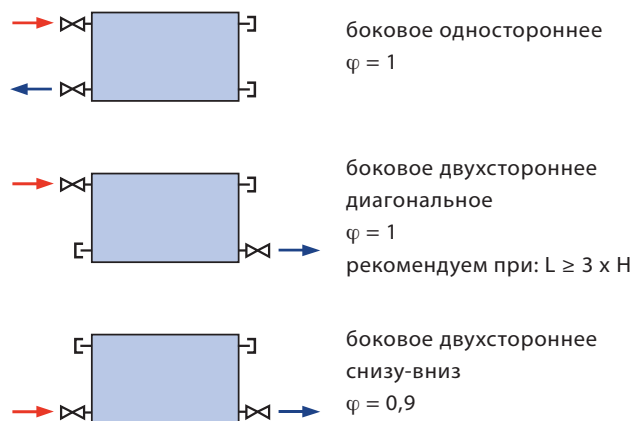 боковое одностороннее
φ = 1
боковое двухстороннее
диагональное
φ = 1
рекомендуем при: L ≥ 3 x H
боковое двухстороннее
снизу-вниз
φ = 0,9